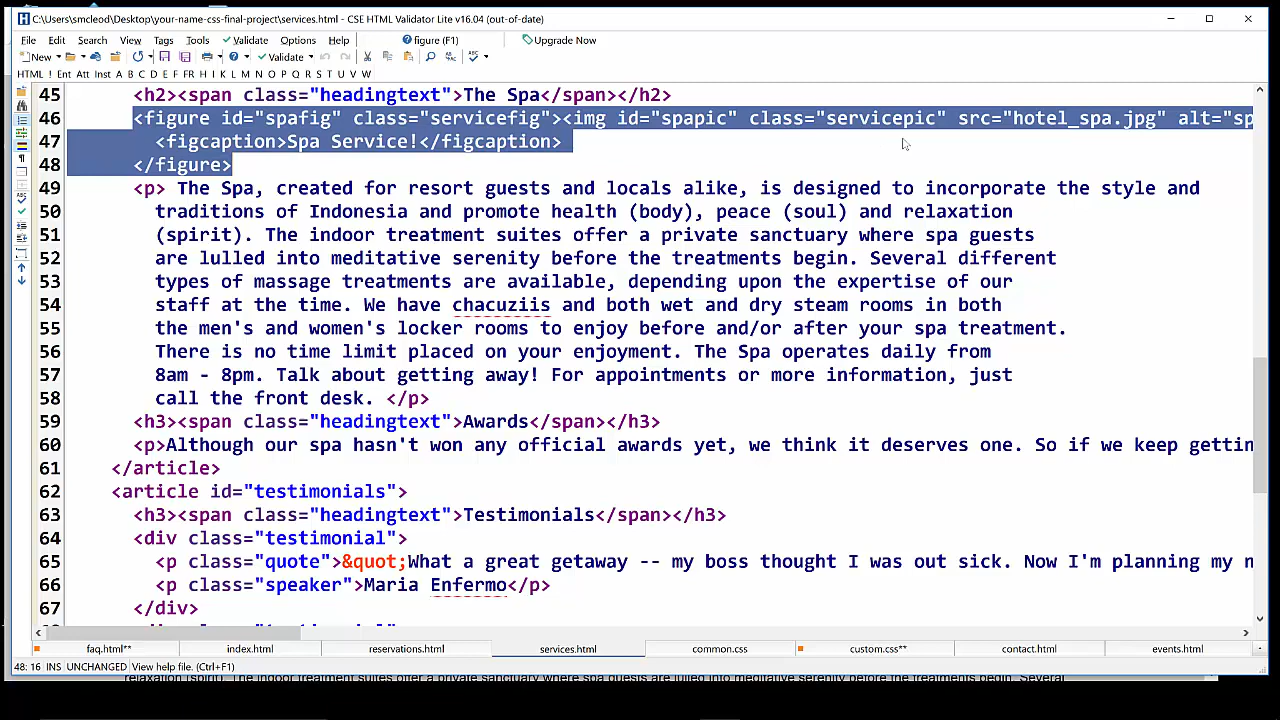 C:\Users\smcleod\Desktop\your-name-css-final-project\services.html - CSE HTML Validator Lite v16.04 (out-of-date)
File Edit Search View Tags Tools Validate Options Help figure (F1) Upgrade Now
New Validate
HTML ! Ent Att Inst A B C D E F FR H I K L M N O P Q R S T U V W
45 <h2><span class="headingtext">The Spa</span></h2>
46 <figure id="spafig" class="servicefig"><img id="spapic" class="servicepic" src="hotel_spa.jpg" alt="sp
47 <figcaption>Spa Service!</figcaption>
48 </figure>
49 <p> The Spa, created for resort guests and locals alike, is designed to incorporate the style and
50 traditions of Indonesia and promote health (body), peace (soul) and relaxation
51 (spirit). The indoor treatment suites offer a private sanctuary where spa guests
52 are lulled into meditative serenity before the treatments begin. Several different
53 types of massage treatments are available, depending upon the expertise of our
54 staff at the time. We have chacuziis and both wet and dry steam rooms in both
55 the men's and women's locker rooms to enjoy before and/or after your spa treatment.
56 There is no time limit placed on your enjoyment. The Spa operates daily from
57 8am - 8pm. Talk about getting away! For appointments or more information, just
58 call the front desk. </p>
59 <h3><span class="headingtext">Awards</span></h3>
60 <p>Although our spa hasn't won any official awards yet, we think it deserves one. So if we keep gettin
61 </article>
62 <article id="testimonials">
63 <h3><span class="headingtext">Testimonials</span></h3>
64 <div class="testimonial">
65 <p class="quote">&quot;What a great getaway -- my boss thought I was out sick. Now I'm planning my n
66 <p class="speaker">Maria Enfermo</p>
67 </div>
faq.html** index.html reservations.html services.html common.css custom.css** contact.html events.html
48: 16 INS UNCHANGED View help file. (Ctrl+F1)